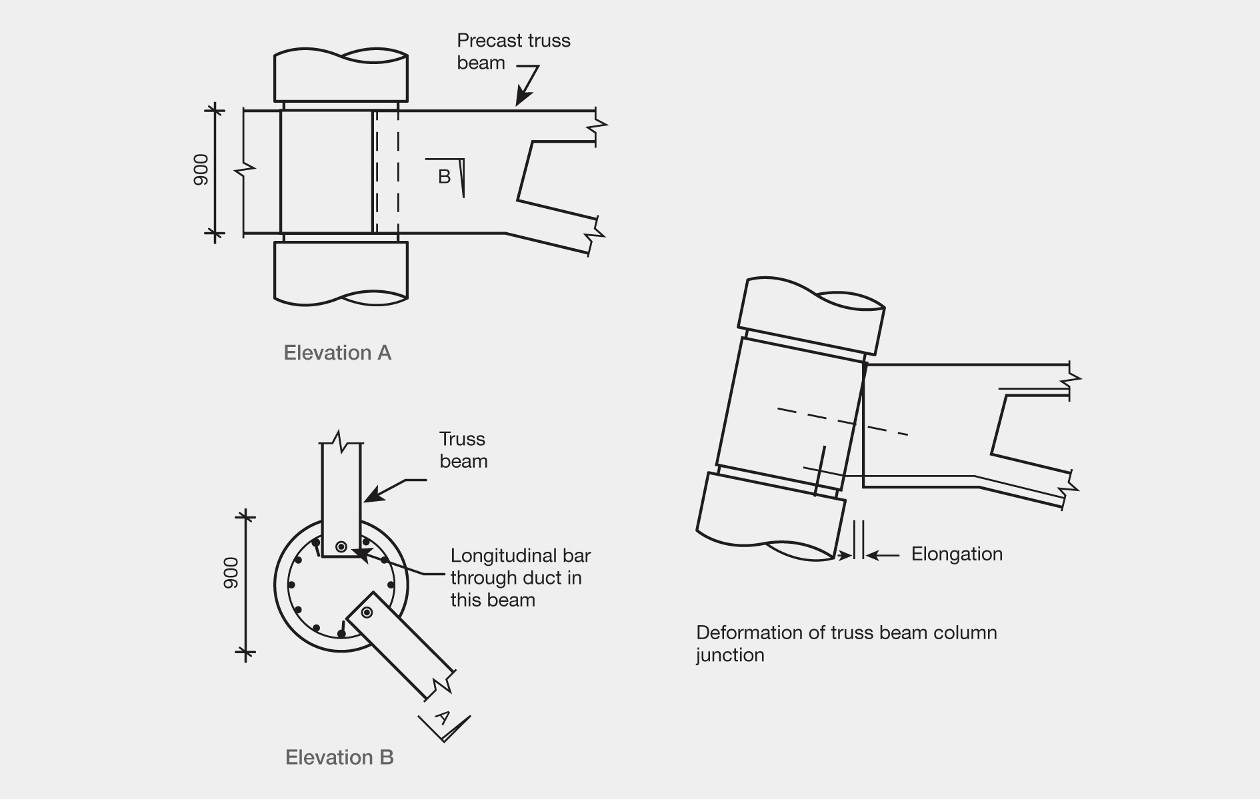 Precast truss
beam
900
B
Elevation A
Truss
beam
900
Longitudinal bar
through duct in
this beam
A
Elevation B
Elongation
Deformation of truss beam column
junction